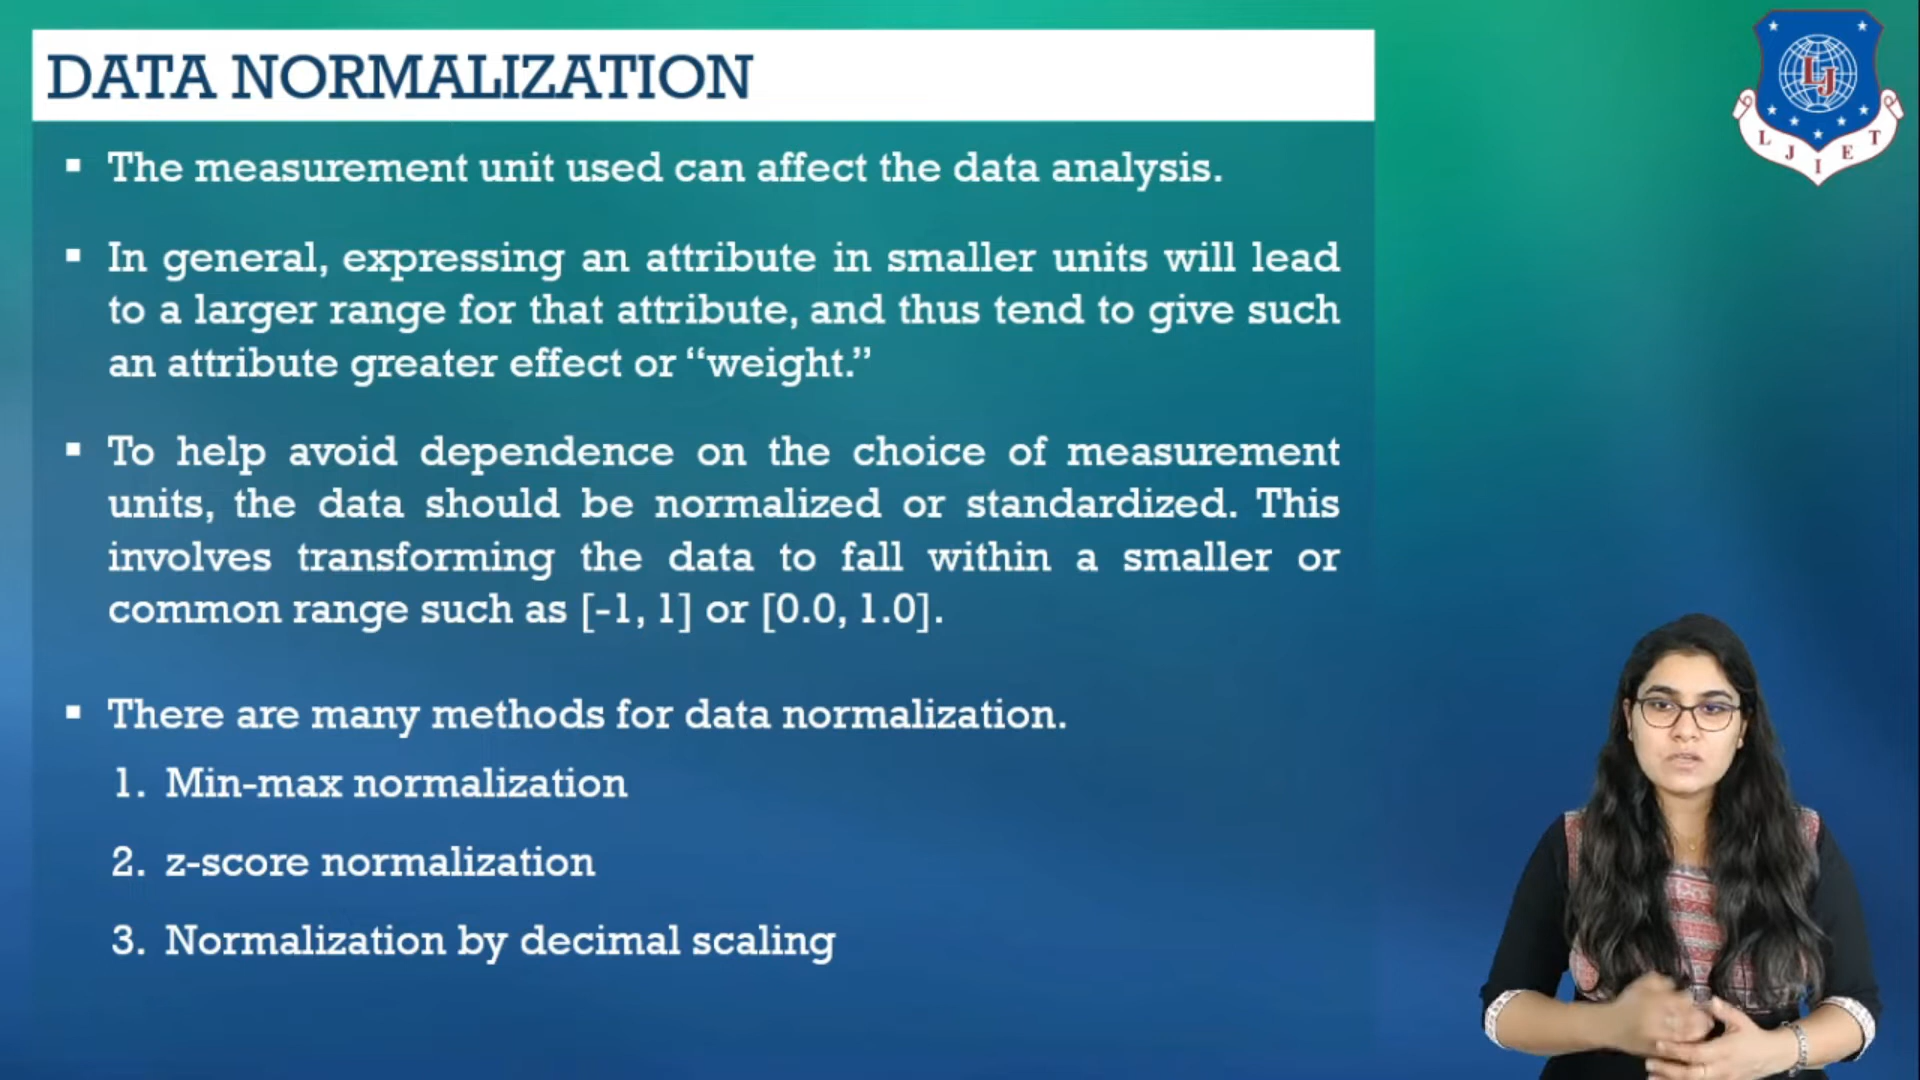 DATA NORMALIZATION
▪ The measurement unit used can affect the data analysis.
▪ In general, expressing an attribute in smaller units will lead
to a larger range for that attribute, and thus tend to give such
an attribute greater effect or “weight.”
▪ To help avoid dependence on the choice of measurement
units, the data should be normalized or standardized. This
involves transforming the data to fall within a smaller or
common range such as [-1, 1] or [0.0, 1.0].
▪ There are many methods for data normalization.
1. Min-max normalization
2. z-score normalization
3. Normalization by decimal scaling
LJ
L J I E T